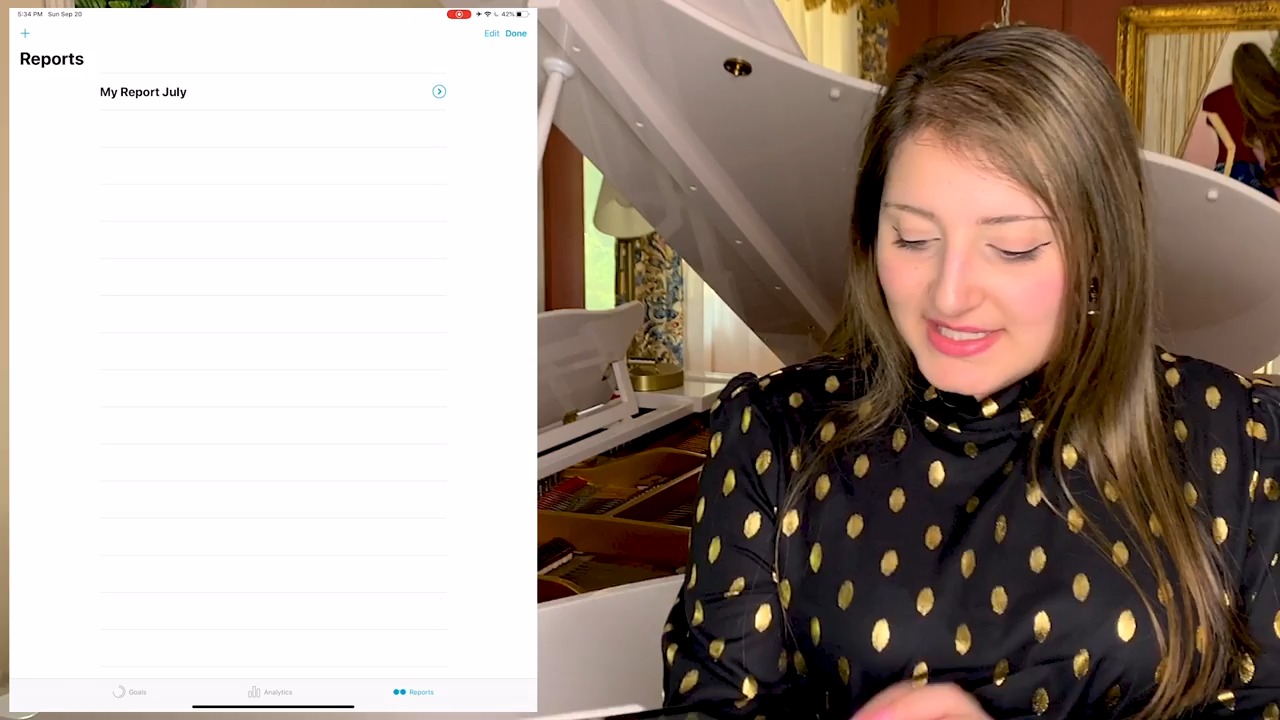 5:34 PM Sun Sep 20
42%
Edit Done
Reports
My Report July
Goals
Analytics
Reports